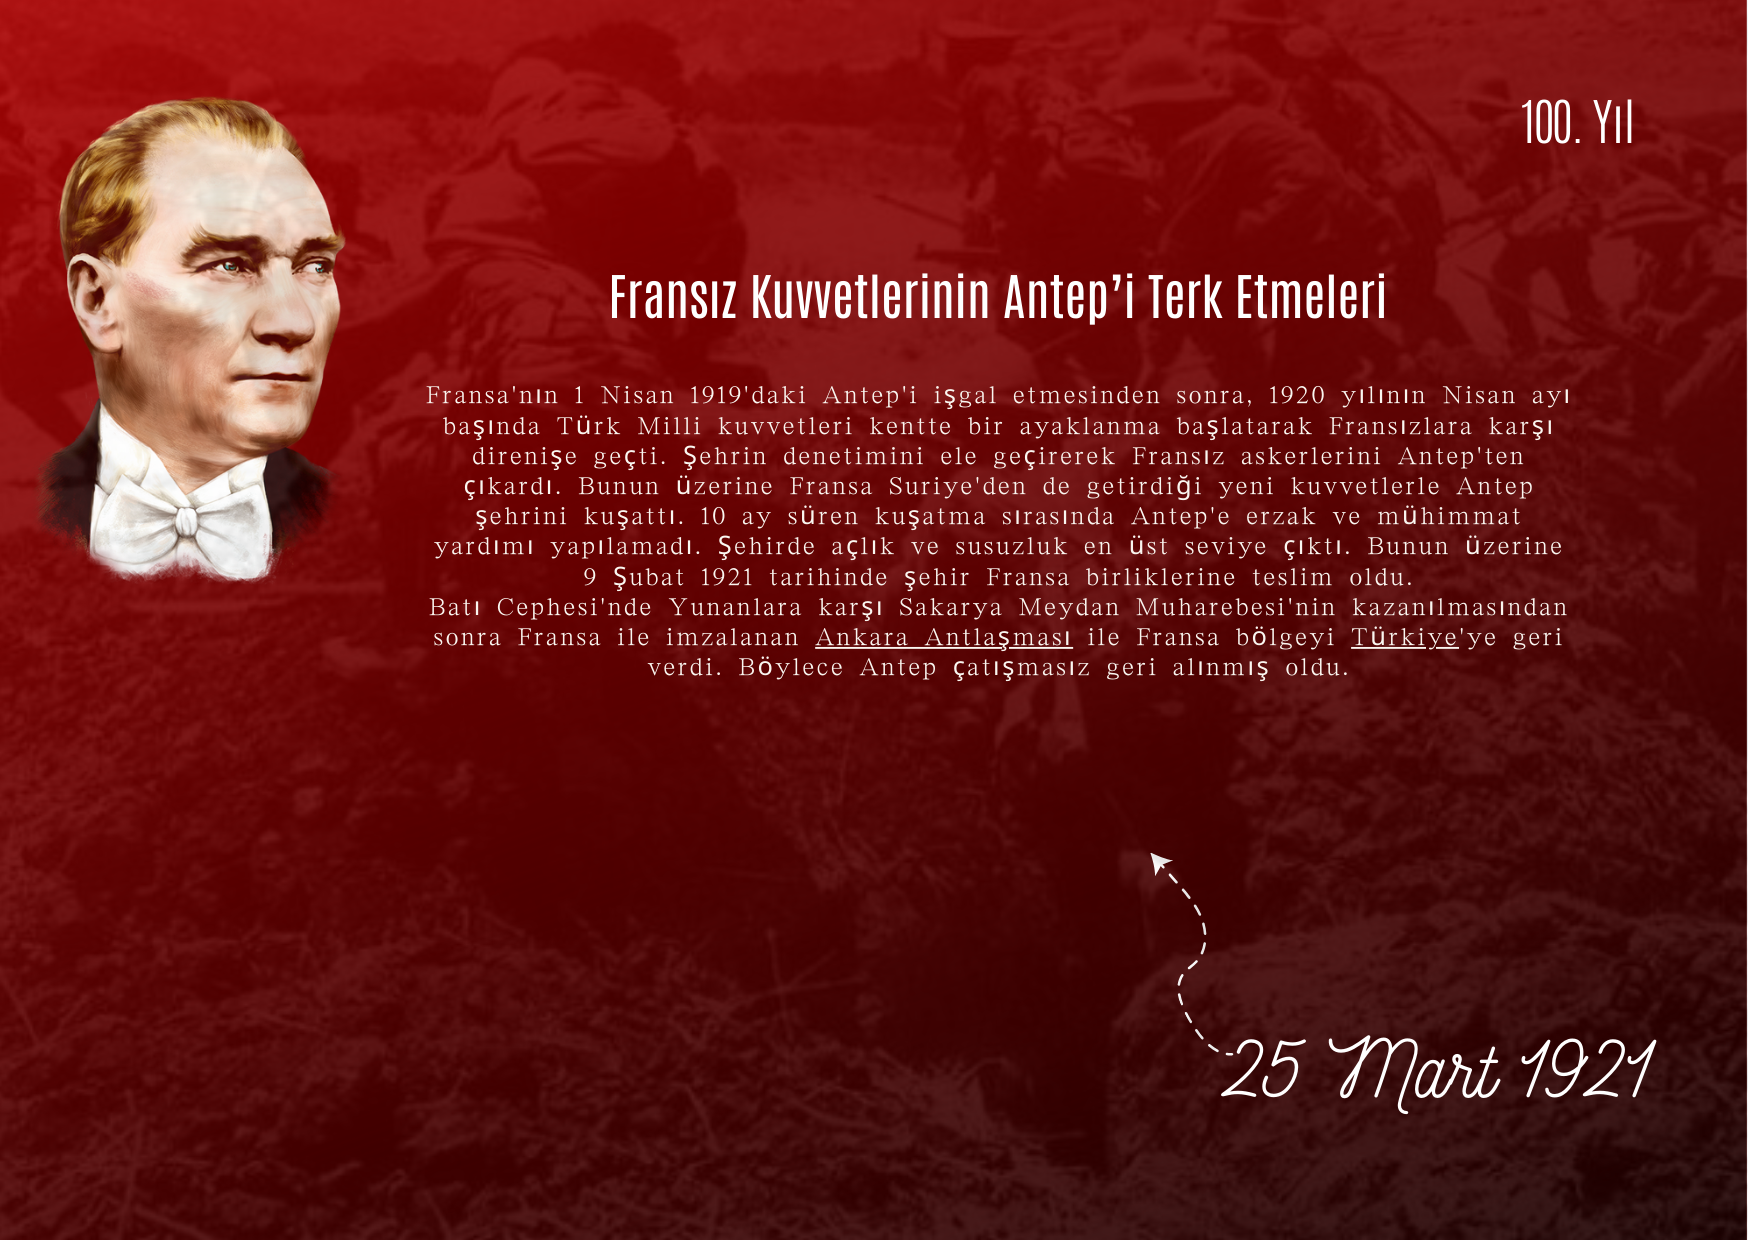 100. Yıl
Fransız Kuvvetlerinin Antep’i Terk Etmeleri
Fransa'nın 1 Nisan 1919'daki Antep'i işgal etmesinden sonra, 1920 yılının Nisan ayı
başında Türk Milli kuvvetleri kentte bir ayaklanma başlatarak Fransızlara karşı
direnişe geçti. Şehrin denetimini ele geçirerek Fransız askerlerini Antep'ten
çıkardı. Bunun üzerine Fransa Suriye'den de getirdiği yeni kuvvetlerle Antep
şehrini kuşattı. 10 ay süren kuşatma sırasında Antep'e erzak ve mühimmat
yardımı yapılamadı. Şehirde açlık ve susuzluk en üst seviye çıktı. Bunun üzerine
9 Şubat 1921 tarihinde şehir Fransa birliklerine teslim oldu.
Batı Cephesi'nde Yunanlara karşı Sakarya Meydan Muharebesi'nin kazanılmasından
sonra Fransa ile imzalanan Ankara Antlaşması ile Fransa bölgeyi Türkiye'ye geri
verdi. Böylece Antep çatışmasız geri alınmış oldu.
25 Mart 1921